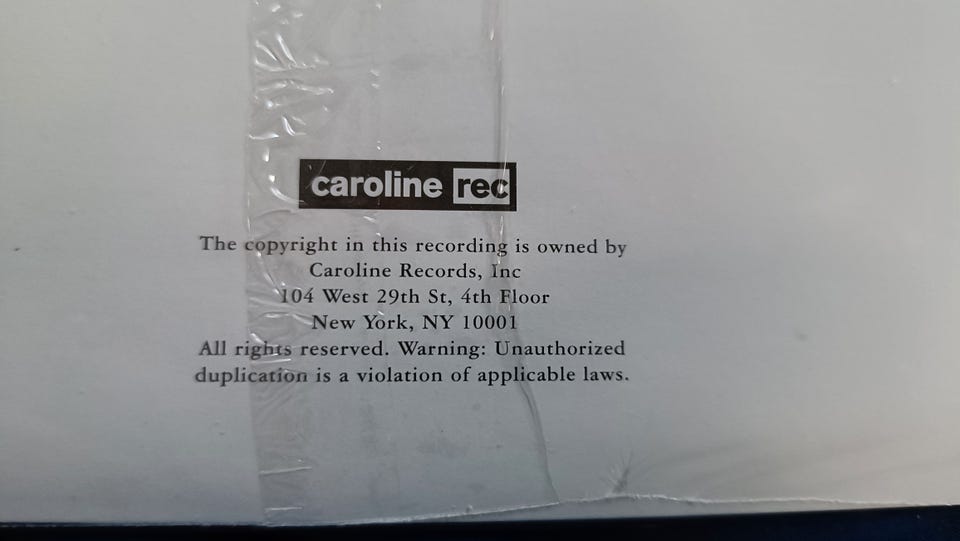 caroline rec
The copyright in this recording is owned by
Caroline Records, Inc
104 West 29th St, 4th Floor
New York, NY 10001
All rights reserved. Warning: Unauthorized
duplication is a violation of applicable laws.